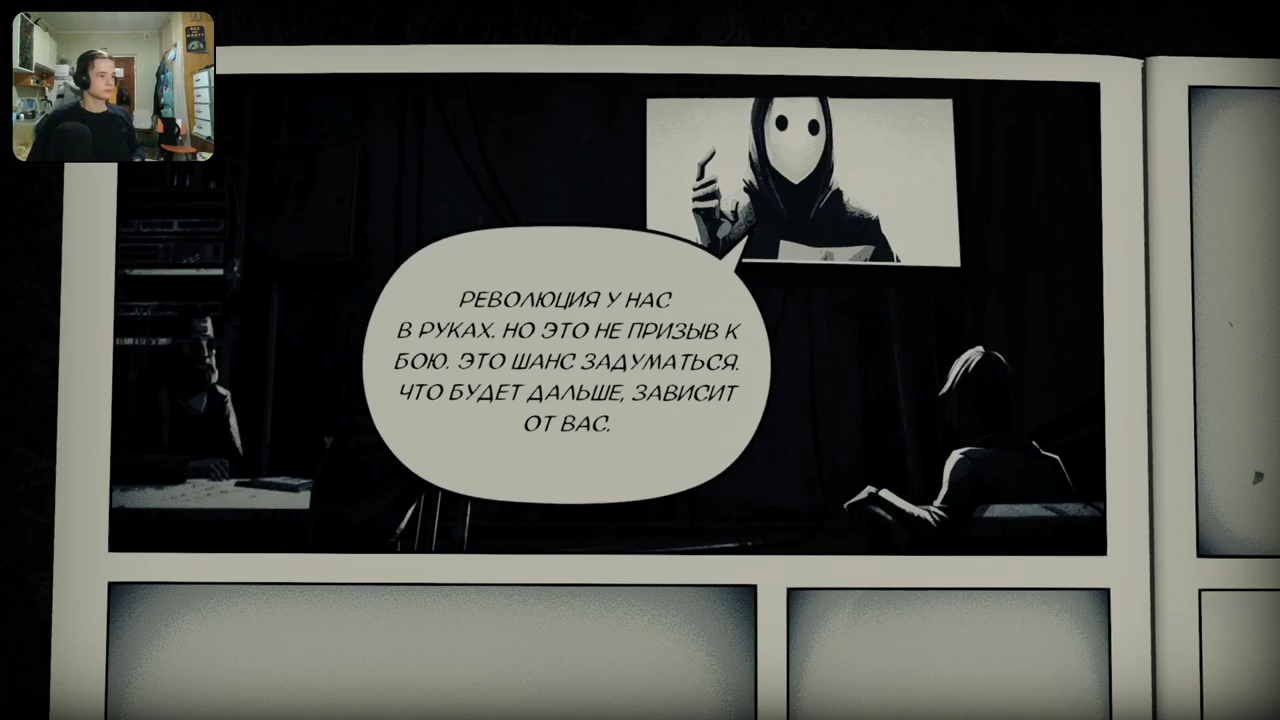 РЕВОЛЮЦИЯ У НАС
В РУКАХ. НО ЭТО НЕ ПРИЗЫВ К
БОЮ. ЭТО ШАНС ЗАДУМАТЬСЯ.
ЧТО БУДЕТ ДАЛЬШЕ, ЗАВИСИТ
ОТ ВАС.